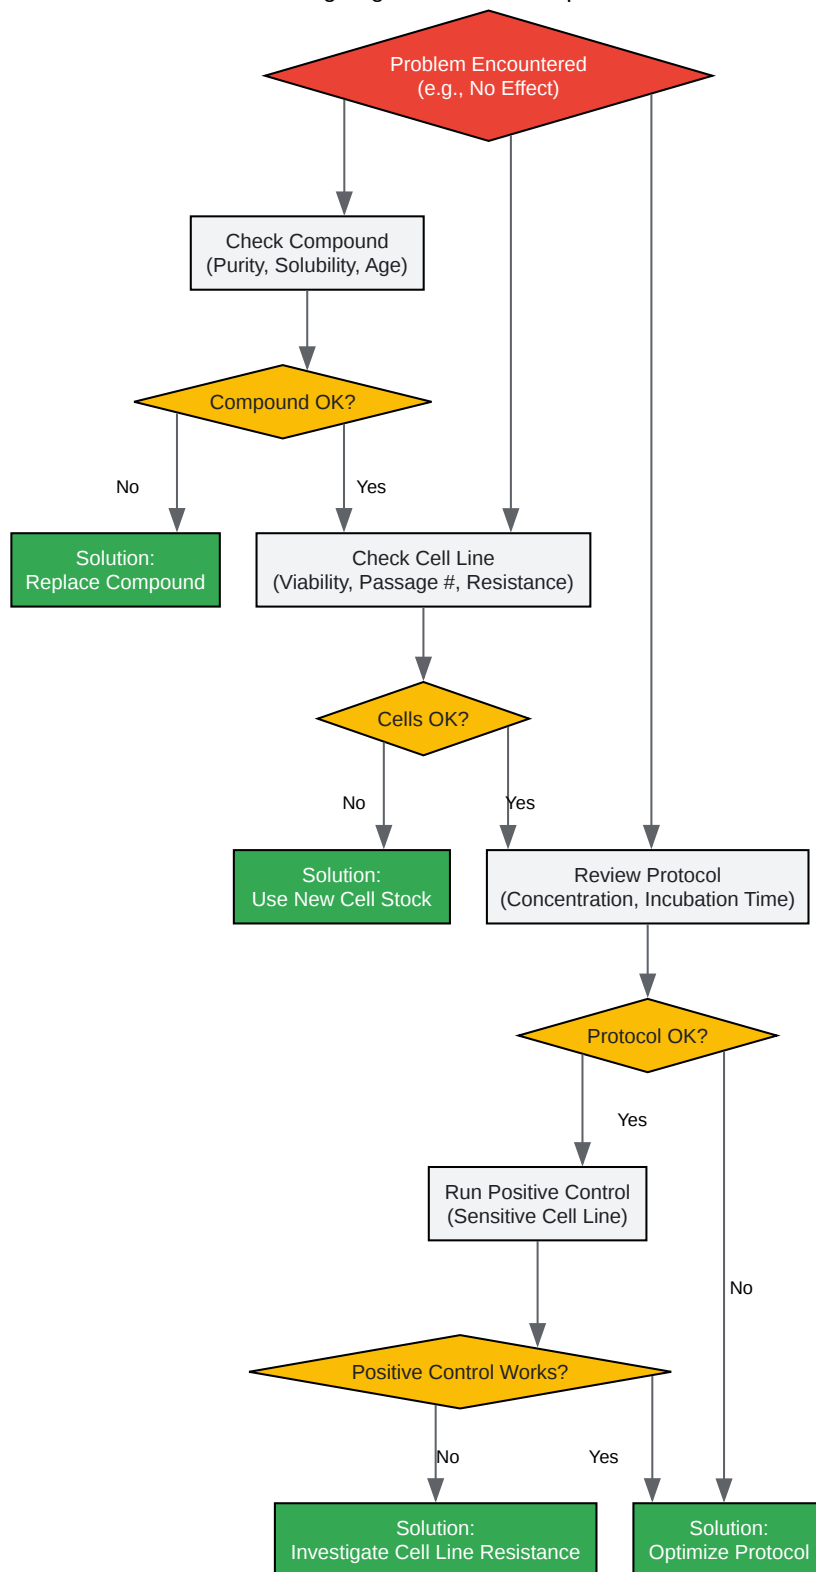 Problem Encountered
(e.g., No Effect)
Check Compound
(Purity, Solubility, Age)
Compound OK?
No
Yes
Solution:
Replace Compound
Check Cell Line
(Viability, Passage #, Resistance)
Cells OK?
No
Yes
Solution:
Use New Cell Stock
Review Protocol
(Concentration, Incubation Time)
Protocol OK?
Yes
Run Positive Control
(Sensitive Cell Line)
No
Positive Control Works?
No
Yes
Solution:
Investigate Cell Line Resistance
Solution:
Optimize Protocol